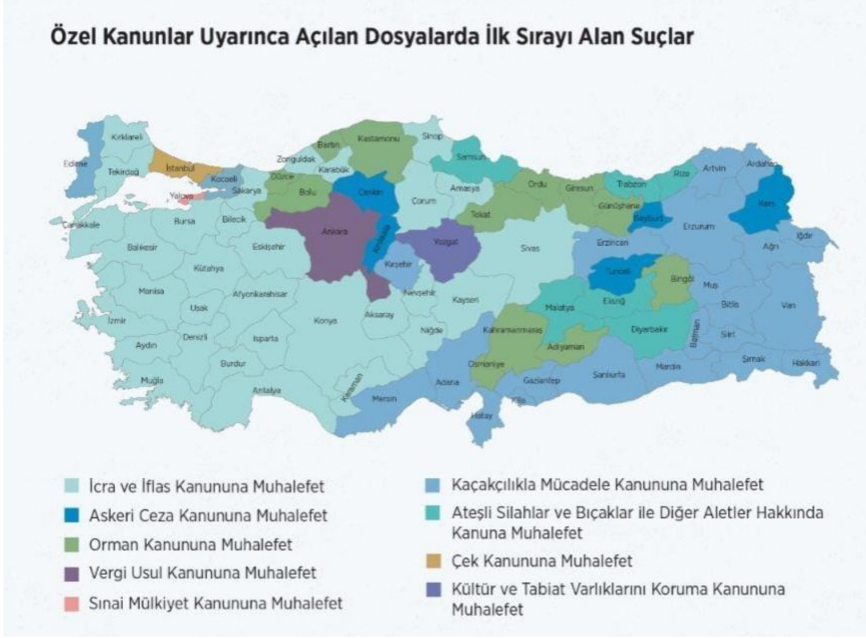 Özel Kanunlar Uyarınca Açılan Dosyalarda İlk Sırayı Alan Suçlar
Kırklareli
Edirne
Tekirdağ
İstanbul
Kocaeli
Yalova
Sakarya
Düzce
Bolu
Zonguldak
Bartın
Karabük
Kastamonu
Sinop
Samsun
Çankırı
Çorum
Amasya
Tokat
Ordu
Giresun
Gümüşhane
Trabzon
Rize
Artvin
Ardahan
Kars
Bayburt
Erzurum
Iğdır
Ağrı
Çanakkale
Balıkesir
Bursa
Bilecik
Eskişehir
Ankara
Kırıkkale
Kırşehir
Yozgat
Sivas
Erzincan
Tunceli
Bingöl
Muş
Bitlis
Van
Kütahya
Manisa
Uşak
Afyonkarahisar
İzmir
Aydın
Denizli
Isparta
Burdur
Muğla
Antalya
Konya
Aksaray
Nevşehir
Niğde
Kayseri
Karaman
Mersin
Adana
Osmaniye
Hatay
Kahramanmaraş
Malatya
Elazığ
Adıyaman
Gaziantep
Kilis
Şanlıurfa
Diyarbakır
Batman
Mardin
Siirt
Şırnak
Hakkari
İcra ve İflas Kanununa Muhalefet
Askeri Ceza Kanununa Muhalefet
Orman Kanununa Muhalefet
Vergi Usul Kanununa Muhalefet
Sınai Mülkiyet Kanununa Muhalefet
Kaçakçılıkla Mücadele Kanununa Muhalefet
Ateşli Silahlar ve Bıçaklar ile Diğer Aletler Hakkında
Kanuna Muhalefet
Çek Kanununa Muhalefet
Kültür ve Tabiat Varlıklarını Koruma Kanununa
Muhalefet